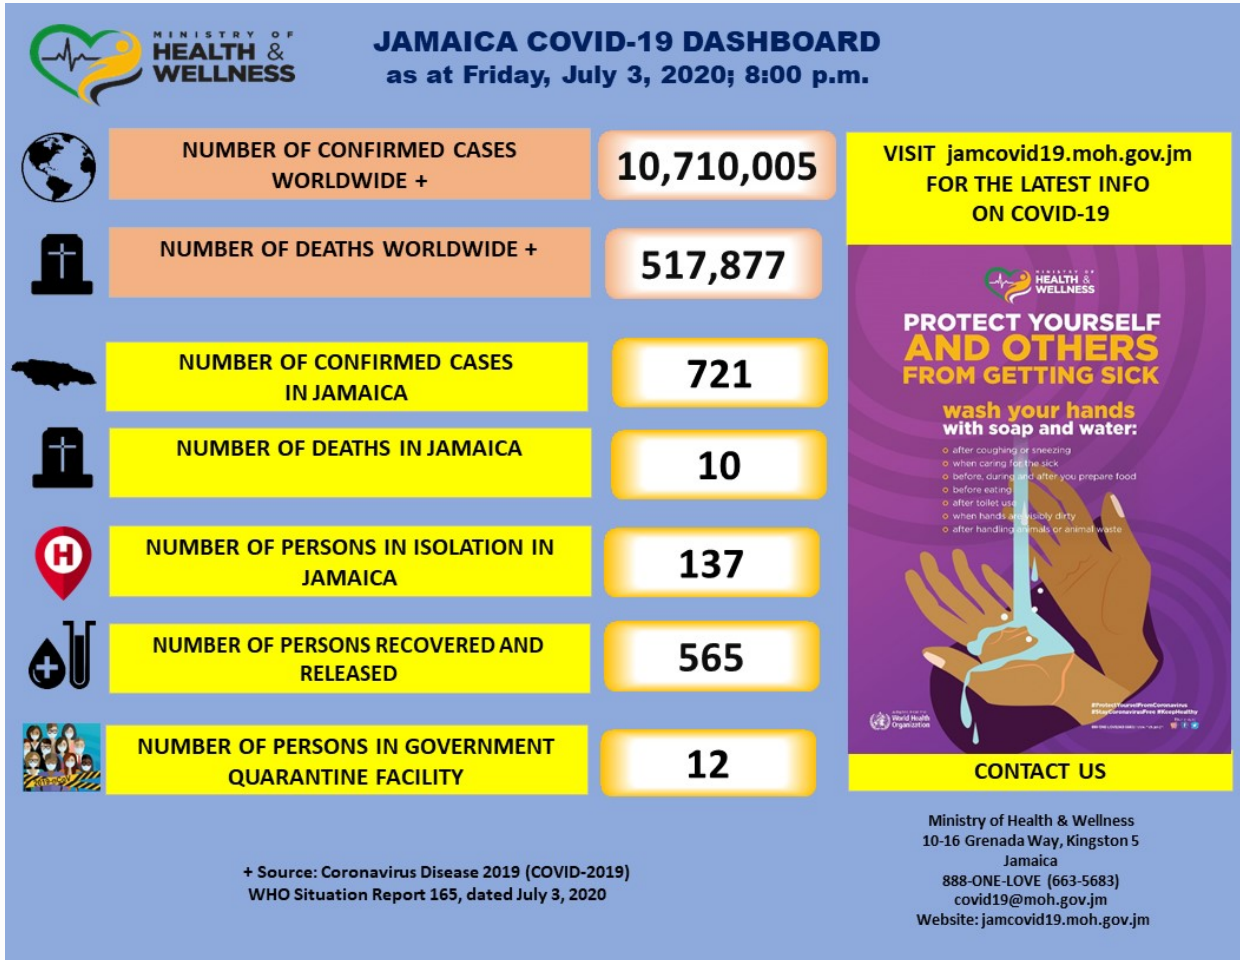 MINISTRY OF
HEALTH &
WELLNESS
JAMAICA COVID-19 DASHBOARD
as at Friday, July 3, 2020; 8:00 p.m.
NUMBER OF CONFIRMED CASES
WORLDWIDE +
10,710,005
NUMBER OF DEATHS WORLDWIDE +
517,877
NUMBER OF CONFIRMED CASES
IN JAMAICA
721
NUMBER OF DEATHS IN JAMAICA
10
H
NUMBER OF PERSONS IN ISOLATION IN
JAMAICA
137
NUMBER OF PERSONS RECOVERED AND
RELEASED
565
NUMBER OF PERSONS IN GOVERNMENT
QUARANTINE FACILITY
12
+ Source: Coronavirus Disease 2019 (COVID-2019)
WHO Situation Report 165, dated July 3, 2020
VISIT jamcovid19.moh.gov.jm
FOR THE LATEST INFO
ON COVID-19
MINISTRY OF
HEALTH &
WELLNESS
PROTECT YOURSELF
AND OTHERS
FROM GETTING SICK
wash your hands
with soap and water:
after coughing or sneezing
when caring for the sick
before, during and after you prepare food
before eating
after toilet use
when hands are visibly dirty
after handling animals or animal waste
World Health
Organization
#ProtectYourselfFromCoronavirus
#StayCoronavirusFree #KeepHealthy
CONTACT US
Ministry of Health & Wellness
10-16 Grenada Way, Kingston 5
Jamaica
888-ONE-LOVE (663-5683)
covid19@moh.gov.jm
Website: jamcovid19.moh.gov.jm